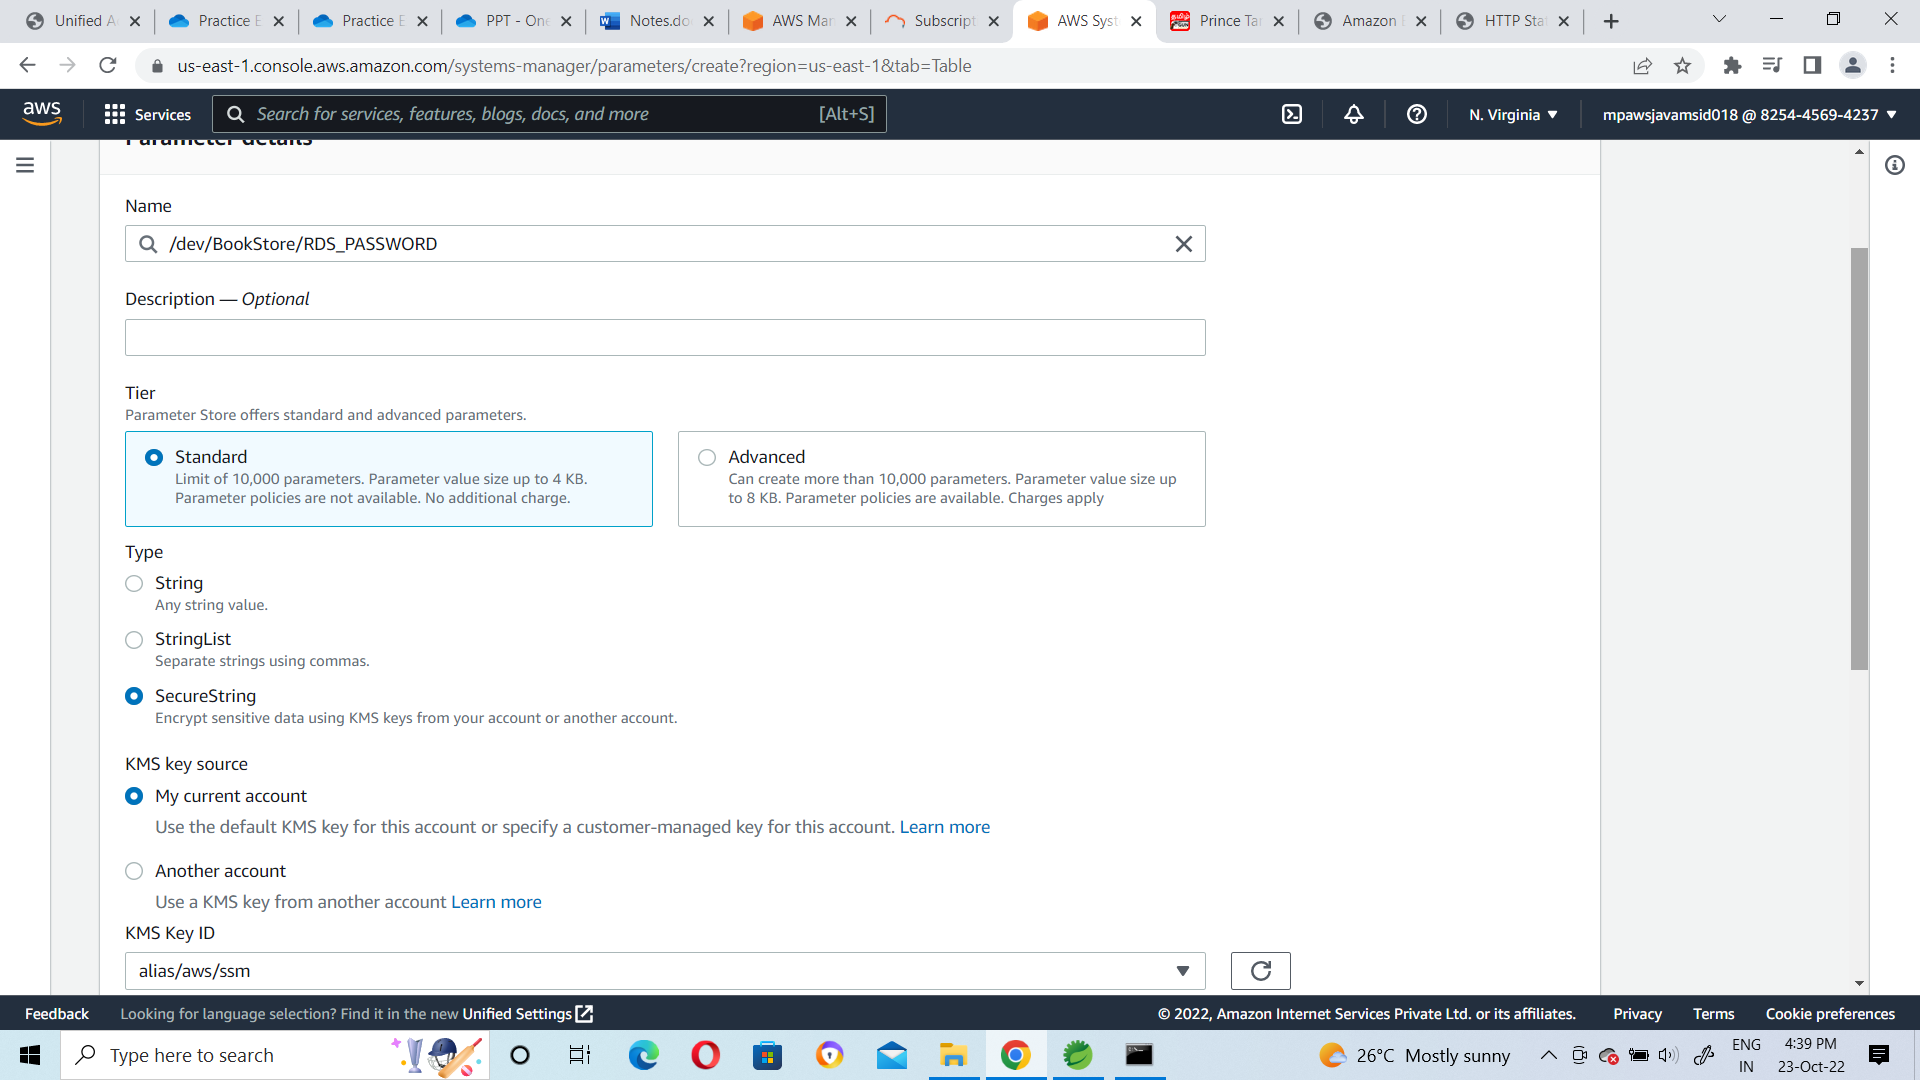 Unified A
Practice E
Practice E
PPT - One
Notes.do
AWS Man
Subscript
AWS Syst
Prince Ta
Amazon
HTTP Stat
us-east-1.console.aws.amazon.com/systems-manager/parameters/create?region=us-east-1&tab=Table
aws
Services
Search for services, features, blogs, docs, and more
[Alt+S]
N. Virginia
mpawsjavamsid018 @ 8254-4569-4237
Parameter details
Name
/dev/BookStore/RDS_PASSWORD
Description — Optional
Tier
Parameter Store offers standard and advanced parameters.
Standard
Limit of 10,000 parameters. Parameter value size up to 4 KB.
Parameter policies are not available. No additional charge.
Advanced
Can create more than 10,000 parameters. Parameter value size up
to 8 KB. Parameter policies are available. Charges apply
Type
String
Any string value.
StringList
Separate strings using commas.
SecureString
Encrypt sensitive data using KMS keys from your account or another account.
KMS key source
My current account
Use the default KMS key for this account or specify a customer-managed key for this account. Learn more
Another account
Use a KMS key from another account Learn more
KMS Key ID
alias/aws/ssm
Feedback
Looking for language selection? Find it in the new Unified Settings
© 2022, Amazon Internet Services Private Ltd. or its affiliates.
Privacy
Terms
Cookie preferences
Type here to search
26°C Mostly sunny
ENG
IN
4:39 PM
23-Oct-22